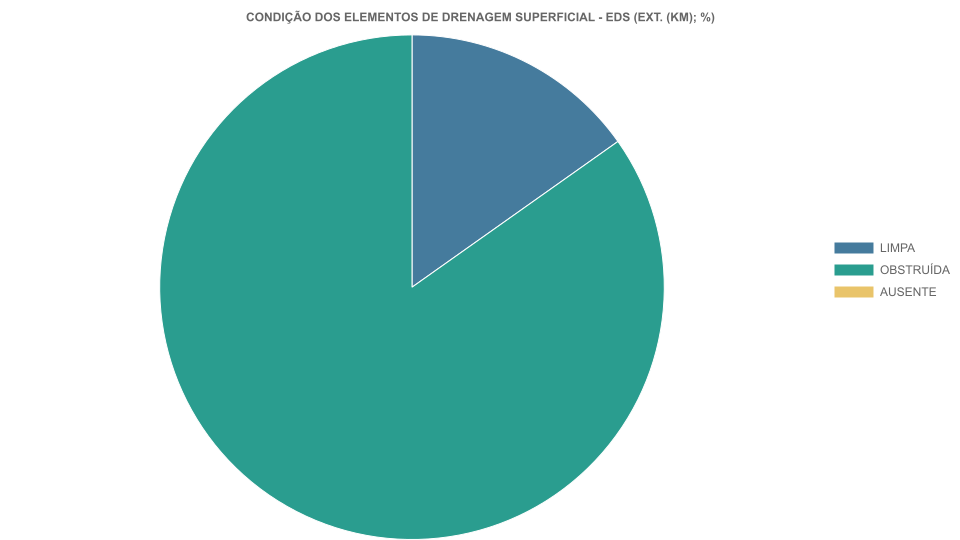 CONDIÇÃO DOS ELEMENTOS DE DRENAGEM SUPERFICIAL - EDS (EXT. (KM); %)
LIMPA
OBSTRUÍDA
AUSENTE